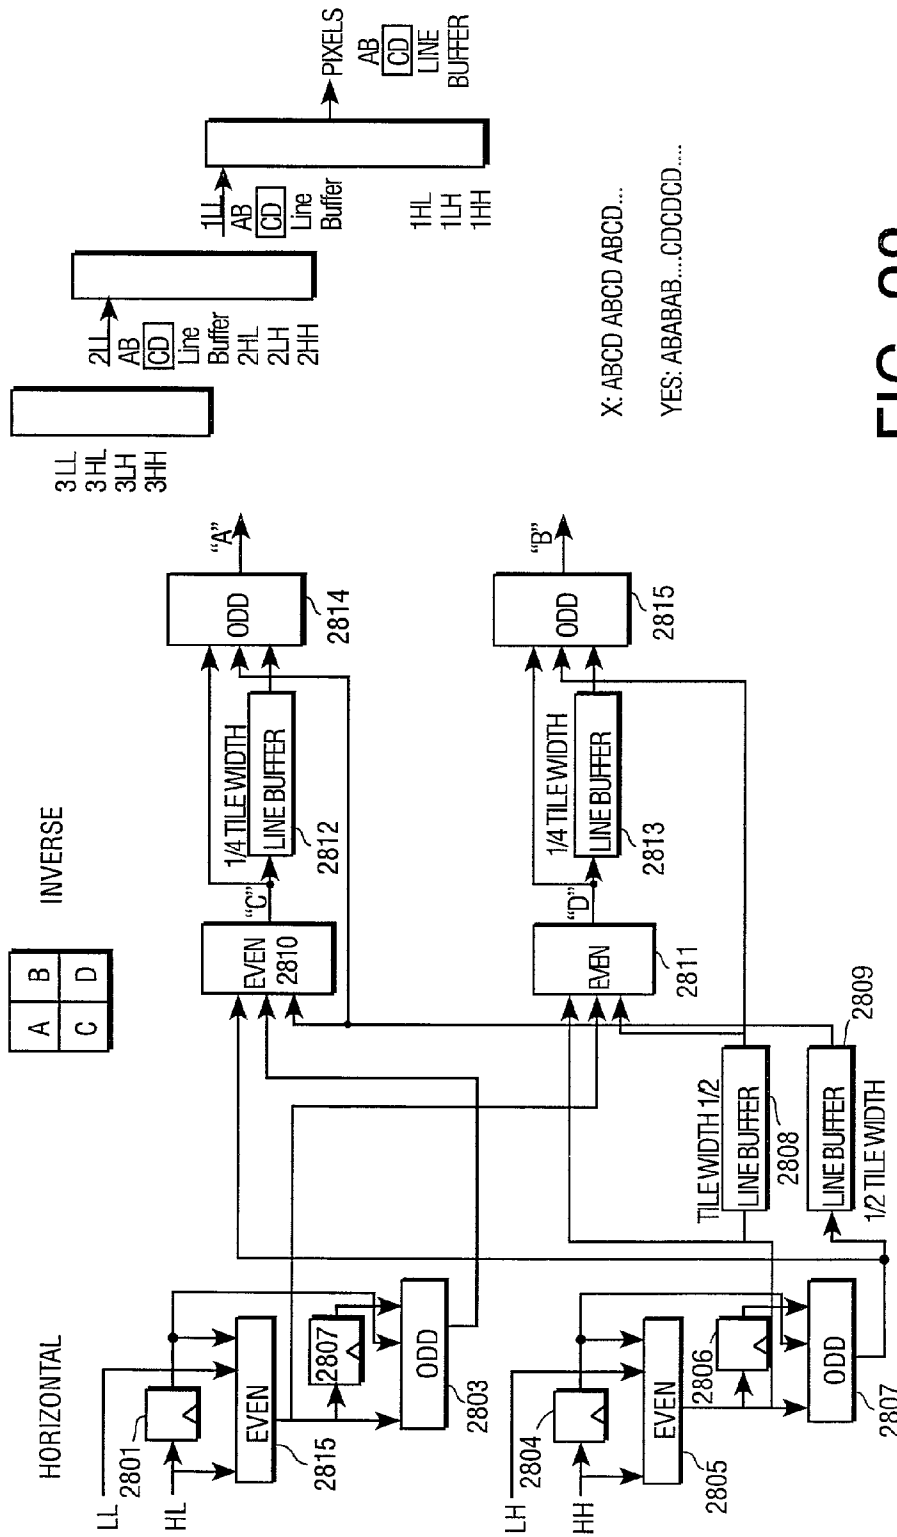 HORIZONTAL
LL
HL
2801
EVEN
2815
2807
ODD
2803
LH
HH
2804
EVEN
2805
2806
ODD
2807
INVERSE
A B
C D
EVEN
2810
"C"
1/4 TILE WIDTH
LINE BUFFER
2812
ODD
2814
"A"
EVEN
2811
"D"
1/4 TILE WIDTH
LINE BUFFER
2813
ODD
2815
"B"
TILE WIDTH 1/2
LINE BUFFER
2808
LINE BUFFER
2809
1/2 TILE WIDTH
3 LL
3 HL
3LH
3HH
2LL
AB
CD
Line
Buffer
2HL
2LH
2HH
1LL
AB
CD
Line
Buffer
1HL
1LH
1HH
PIXELS
AB
CD
LINE
BUFFER
X: ABCD ABCD ABCD...
YES: ABABAB....CDCDCD....